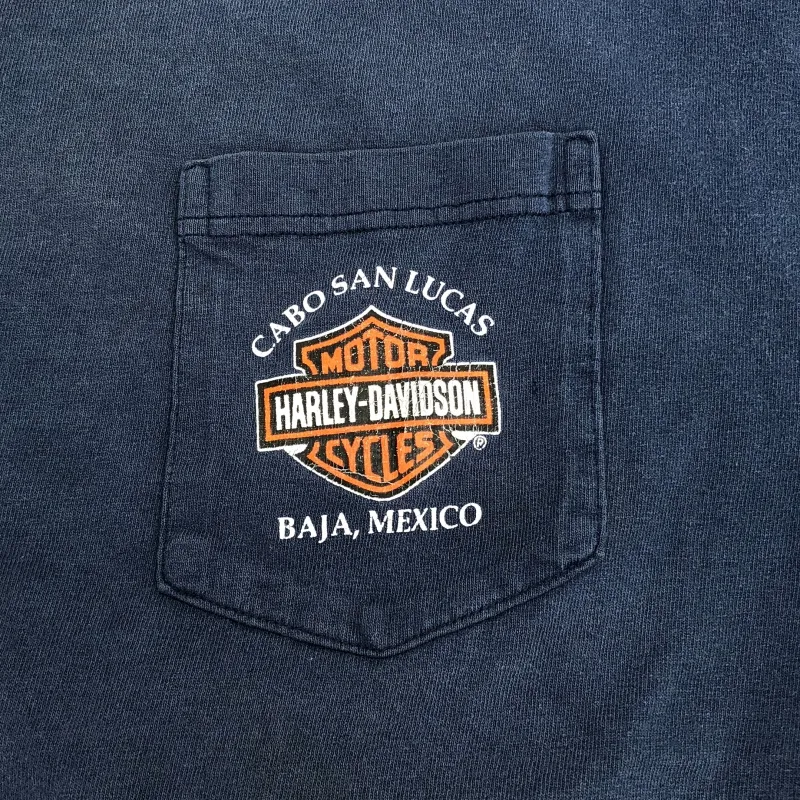 CABO SAN LUCAS
MOTOR
HARLEY-DAVIDSON
CYCLES
®
BAJA, MEXICO